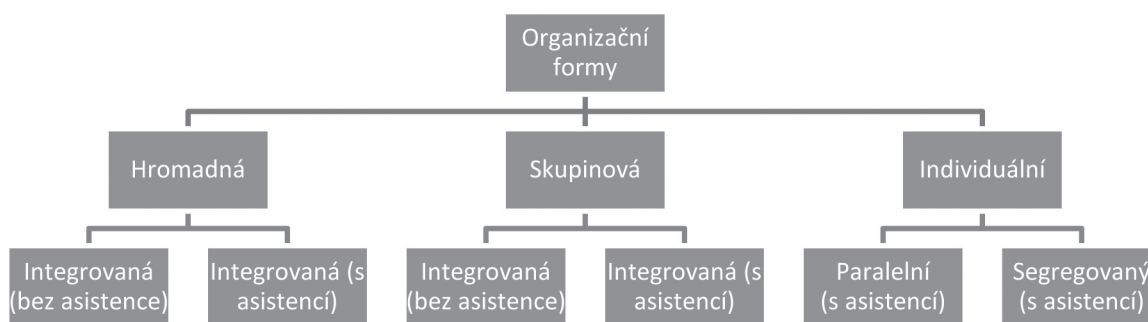 Organizační
formy
Hromadná
Skupinová
Individuální
Integrovaná
(bez asistence)
Integrovaná (s
asistencí)
Integrovaná
(bez asistence)
Integrovaná (s
asistencí)
Paralelní
(s asistencí)
Segregovaný
(s asistencí)